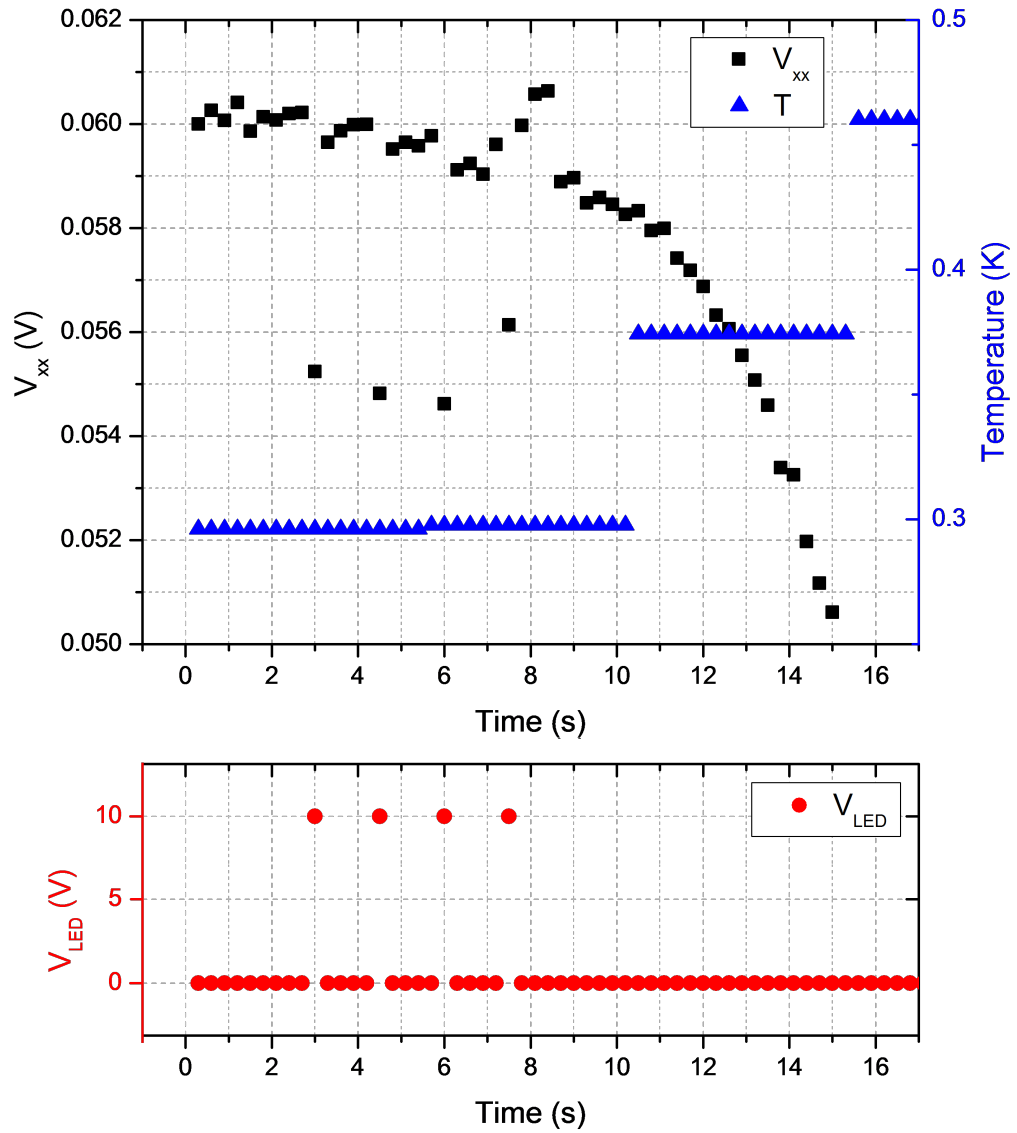 0.062
0.060
0.058
0.056
0.054
0.052
0.050
V_xx (V)
V_xx
T
0.5
0.4
0.3
Temperature (K)
0 2 4 6 8 10 12 14 16
Time (s)
10
5
0
V_LED (V)
V_LED
0 2 4 6 8 10 12 14 16
Time (s)